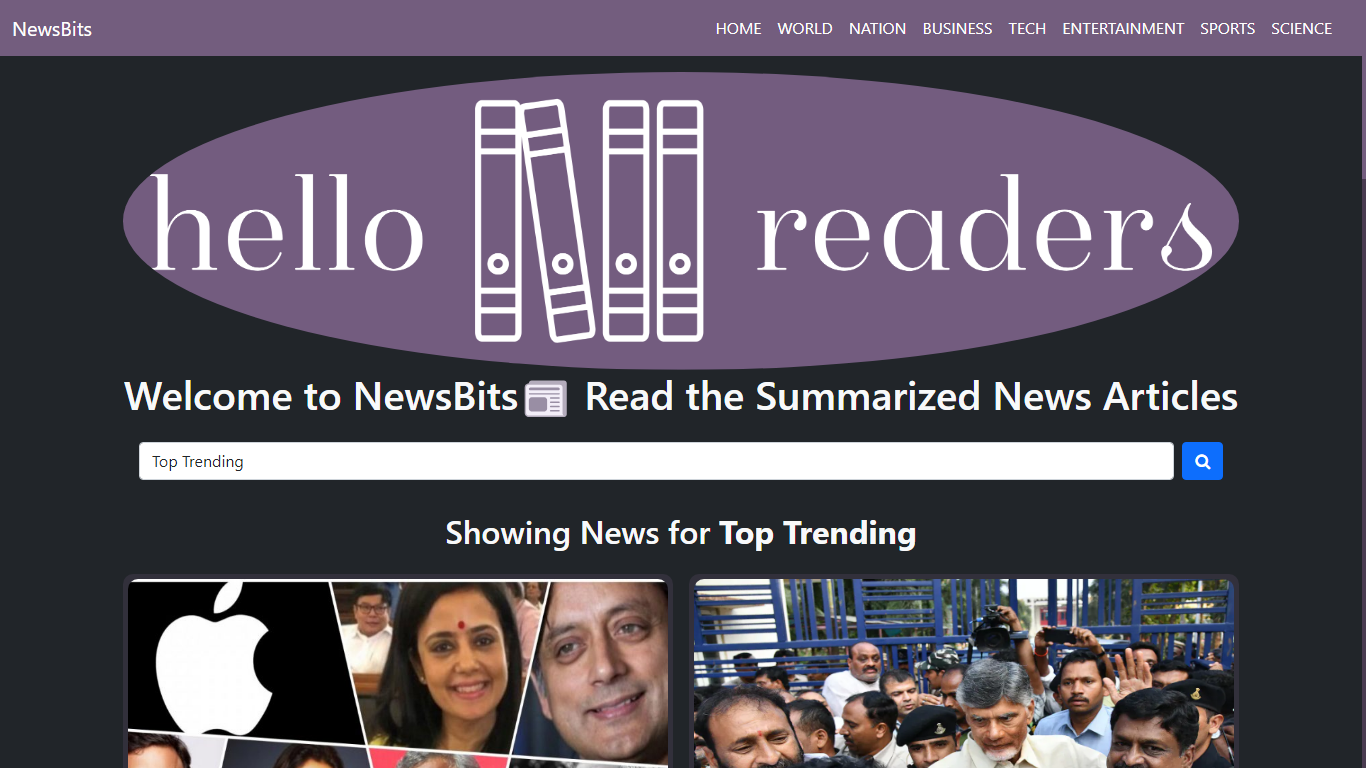 NewsBits
HOME WORLD NATION BUSINESS TECH ENTERTAINMENT SPORTS SCIENCE
hello readers
Welcome to NewsBits Read the Summarized News Articles
Top Trending
Showing News for Top Trending